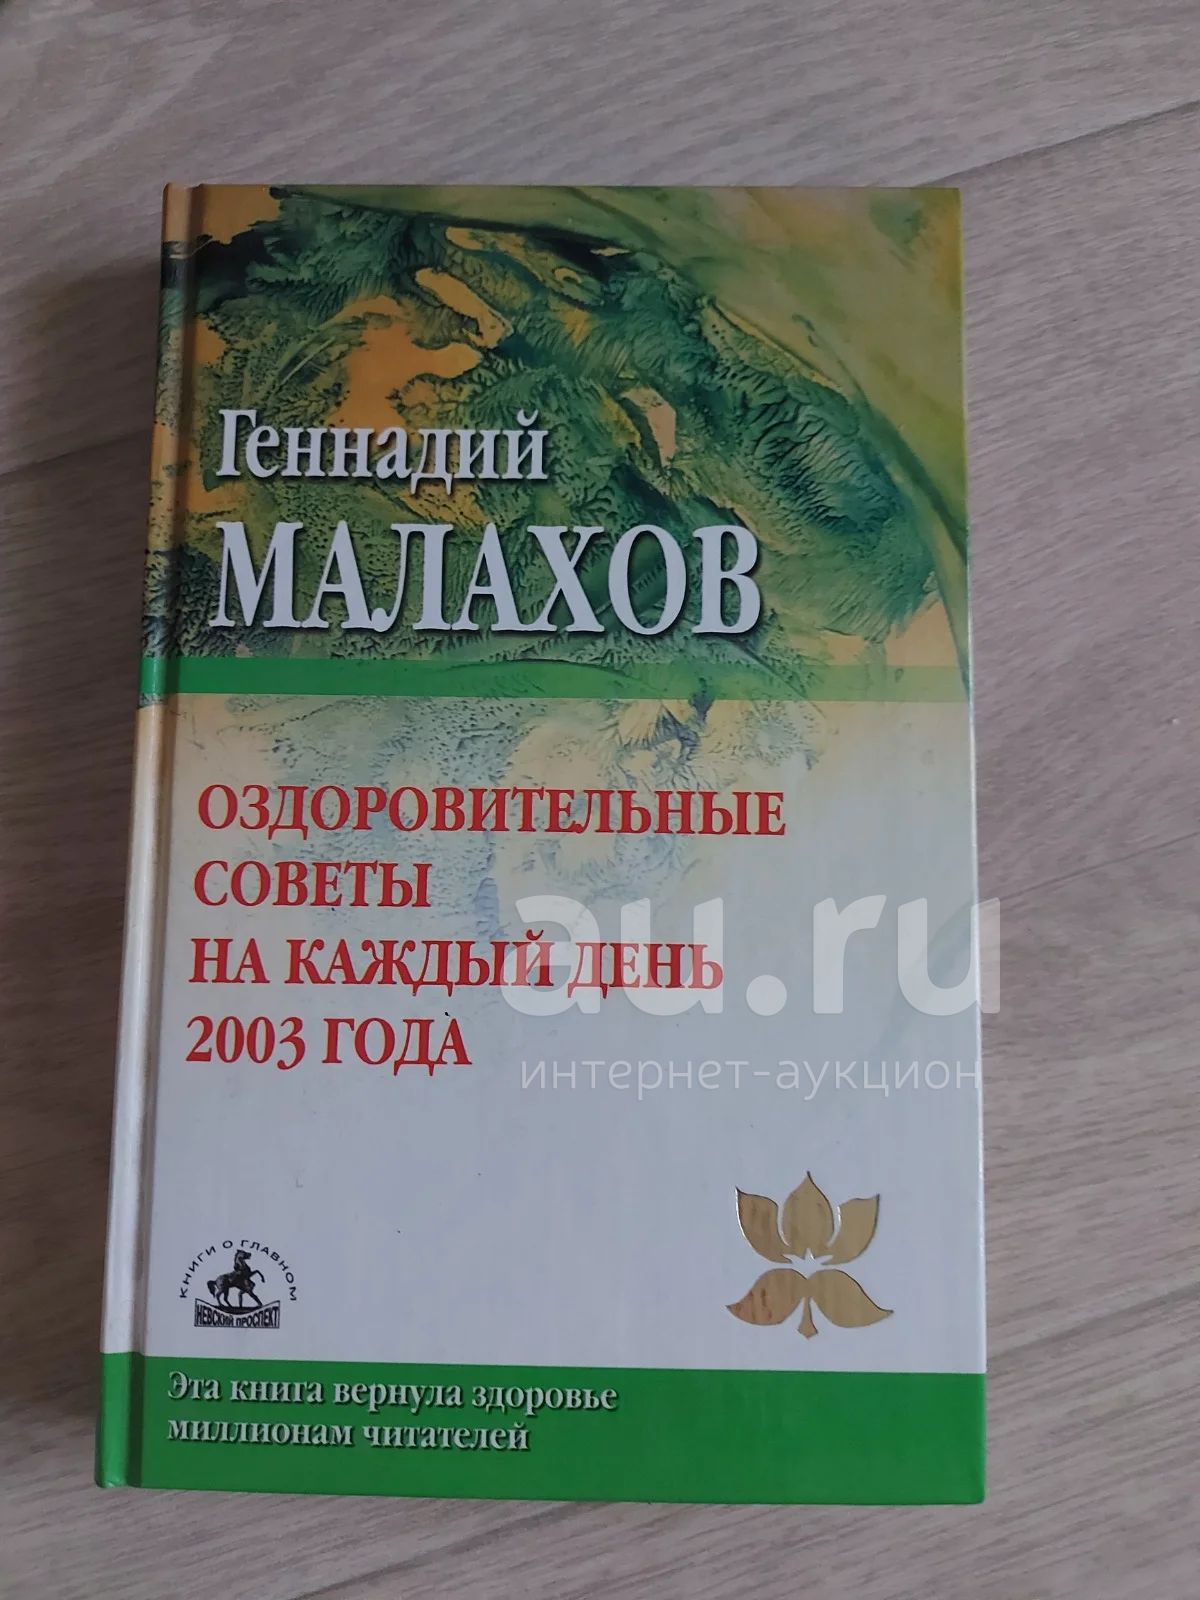 Геннадий
МАЛАХОВ
ОЗДОРОВИТЕЛЬНЫЕ
СОВЕТЫ
НА КАЖДЫЙ ДЕНЬ
2003 ГОДА
au.ru
интернет-аукцион
КНИГИ О ГЛАВНОМ
НЕВСКИЙ ПРОСПЕКТ
Эта книга вернула здоровье
миллионам читателей